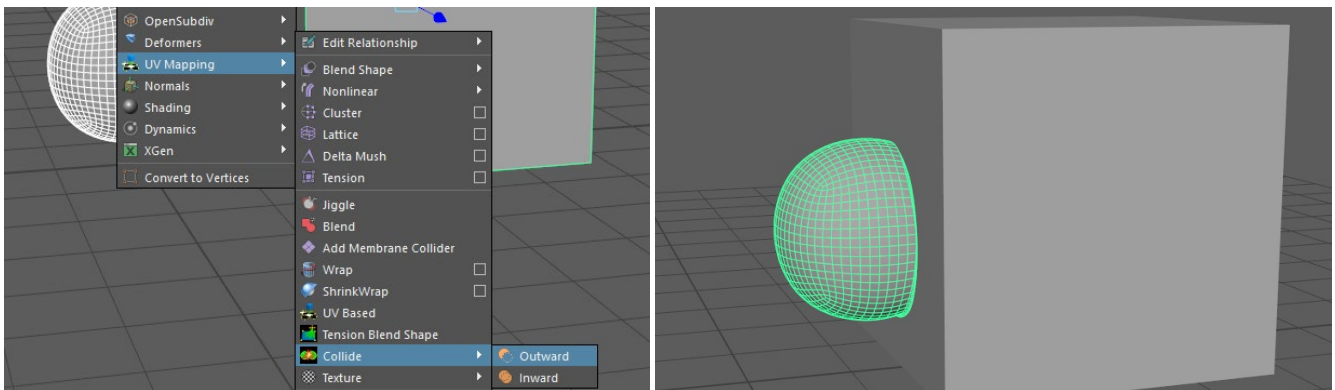 OpenSubdiv
Deformers
UV Mapping
Normals
Shading
Dynamics
XGen
Convert to Vertices
Edit Relationship
Blend Shape
Nonlinear
Cluster
Lattice
Delta Mush
Tension
Jiggle
Blend
Add Membrane Collider
Wrap
ShrinkWrap
UV Based
Tension Blend Shape
Collide
Texture
Outward
Inward